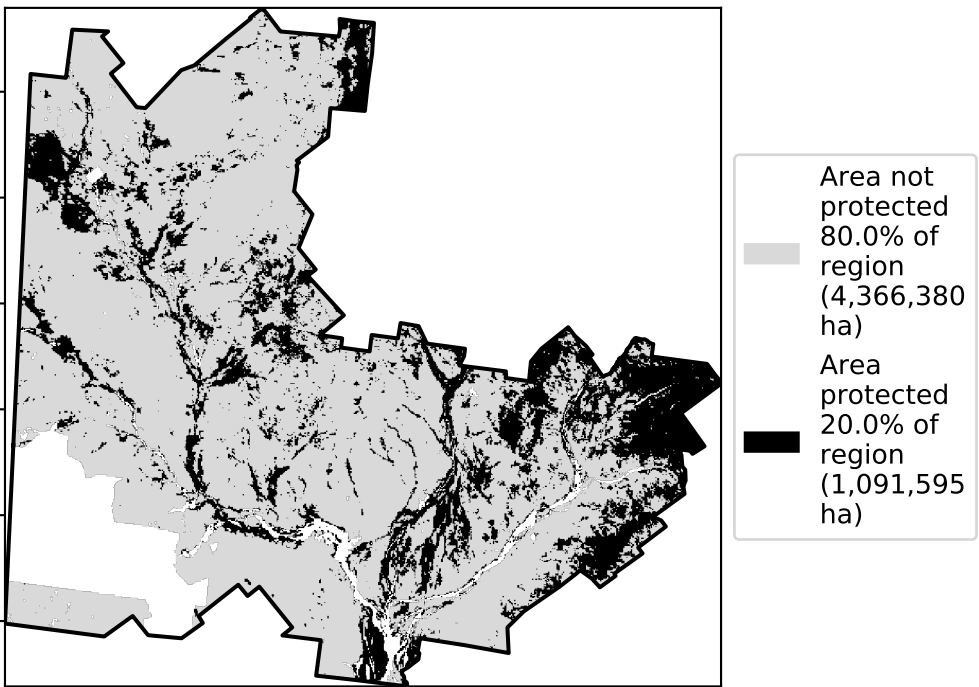 Area not
protected
80.0% of
region
(4,366,380
ha)
Area
protected
20.0% of
region
(1,091,595
ha)